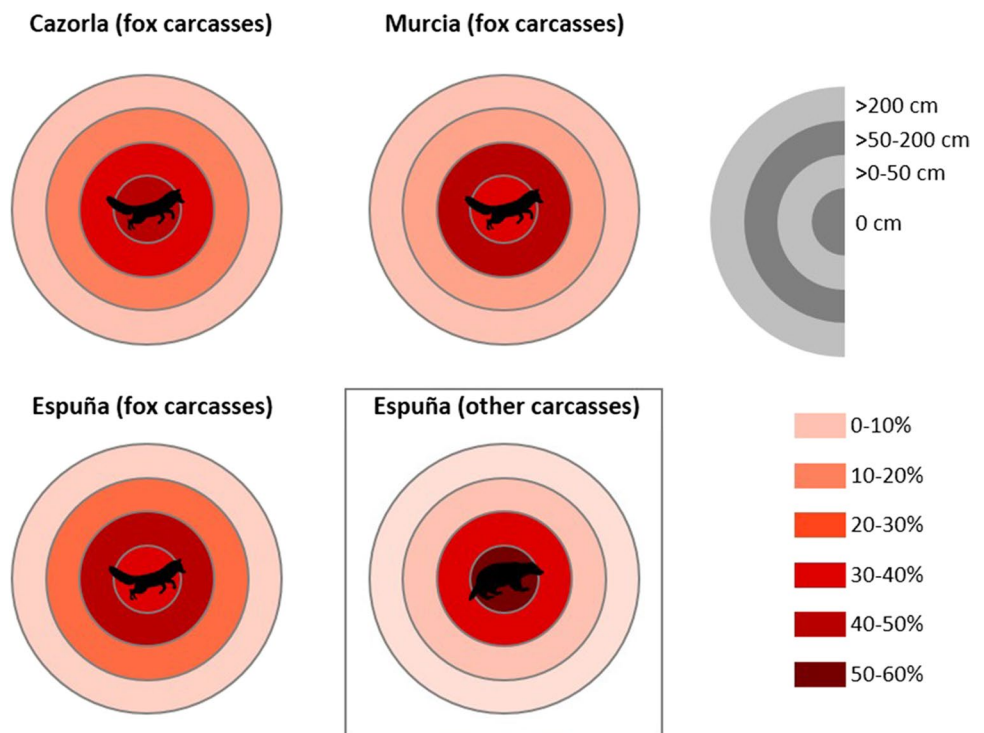 Cazorla (fox carcasses)
Murcia (fox carcasses)
>200 cm
>50-200 cm
>0-50 cm
0 cm
Espuña (fox carcasses)
Espuña (other carcasses)
0-10%
10-20%
20-30%
30-40%
40-50%
50-60%